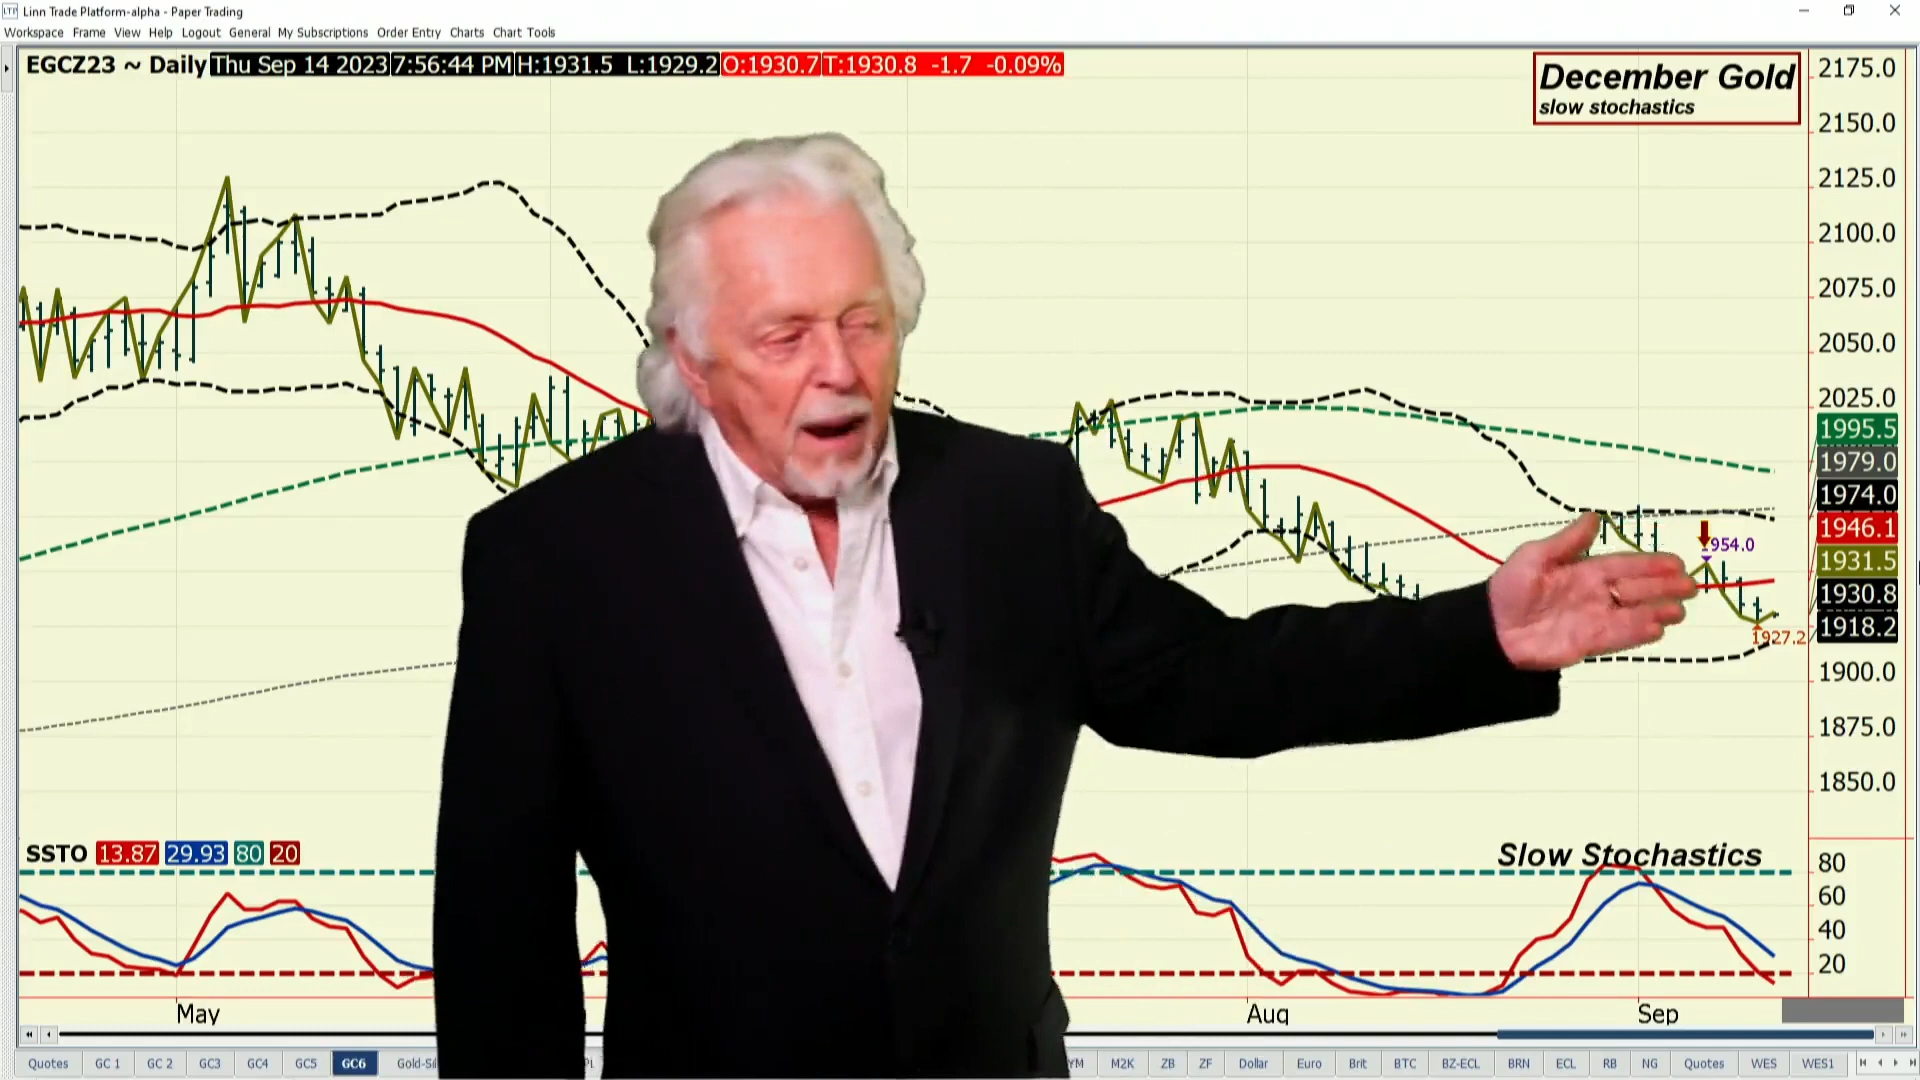 LTP Linn Trade Platform-alpha - Paper Trading
Workspace Frame View Help Logout General My Subscriptions Order Entry Charts Chart Tools
EGCZ23 ~ Daily Thu Sep 14 2023 7:56:44 PM H:1931.5 L:1929.2 O:1930.7 T:1930.8 -1.7 -0.09%
December Gold
slow stochastics
2175.0
2150.0
2125.0
2100.0
2075.0
2050.0
2025.0
1995.5
1979.0
1974.0
1946.1
1954.0
1931.5
1930.8
1918.2
1927.2
1900.0
1875.0
1850.0
SSTO 13.87 29.93 80 20
Slow Stochastics
80
60
40
20
May Aug Sep
Quotes GC 1 GC 2 GC3 GC4 GC5 GC6 Gold-Si YM M2K ZB ZF Dollar Euro Brit BTC BZ-ECL BRN ECL RB NG Quotes WES WES1